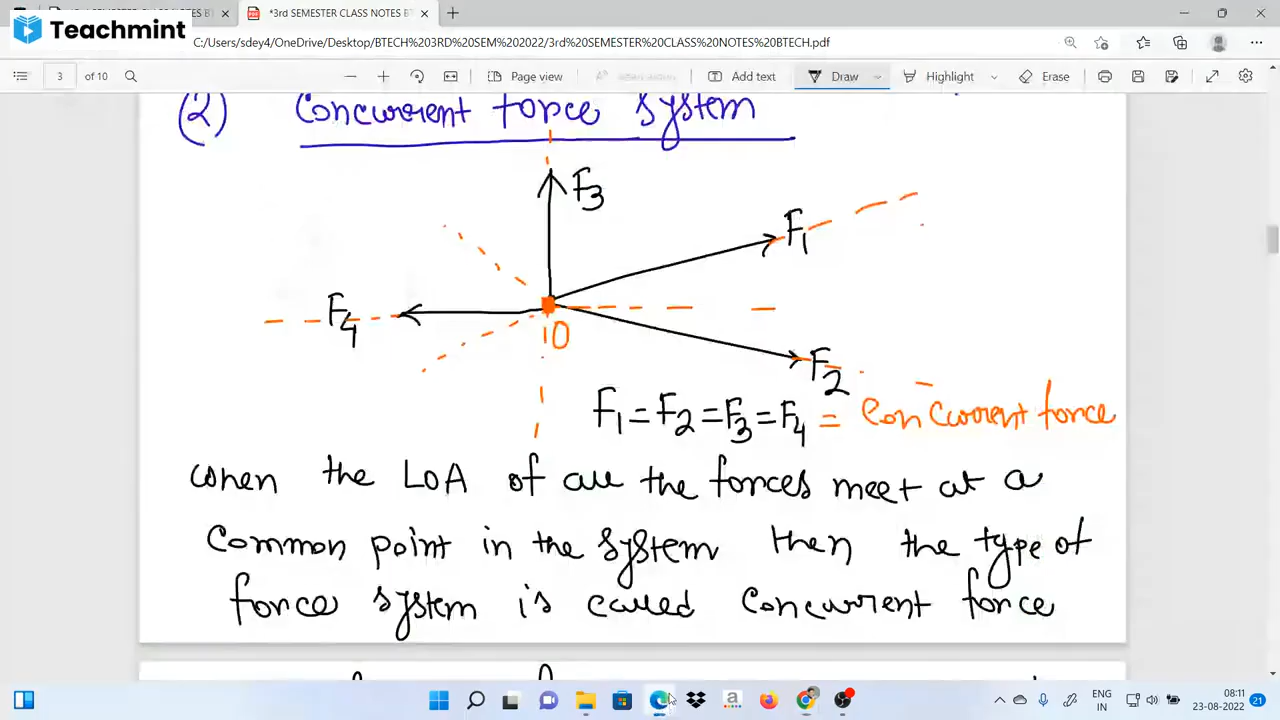 *3rd SEMESTER CLASS NOTES BT
Teachmint
C:/Users/sdey4/OneDrive/Desktop/BTECH%203RD%20SEM%202022/3rd%20SEMESTER%20CLASS%20NOTES%20BTECH.pdf
3 of 10 Page view Add text Draw Highlight Erase
(2) Concurrent force system
F3
F1
F4
O
F2
F1 = F2 = F3 = F4 = Concurrent force
when the LOA of all the forces meet at a
common point in the system then the type of
force system is called concurrent force
ENG
IN
08:11
23-08-2022
21